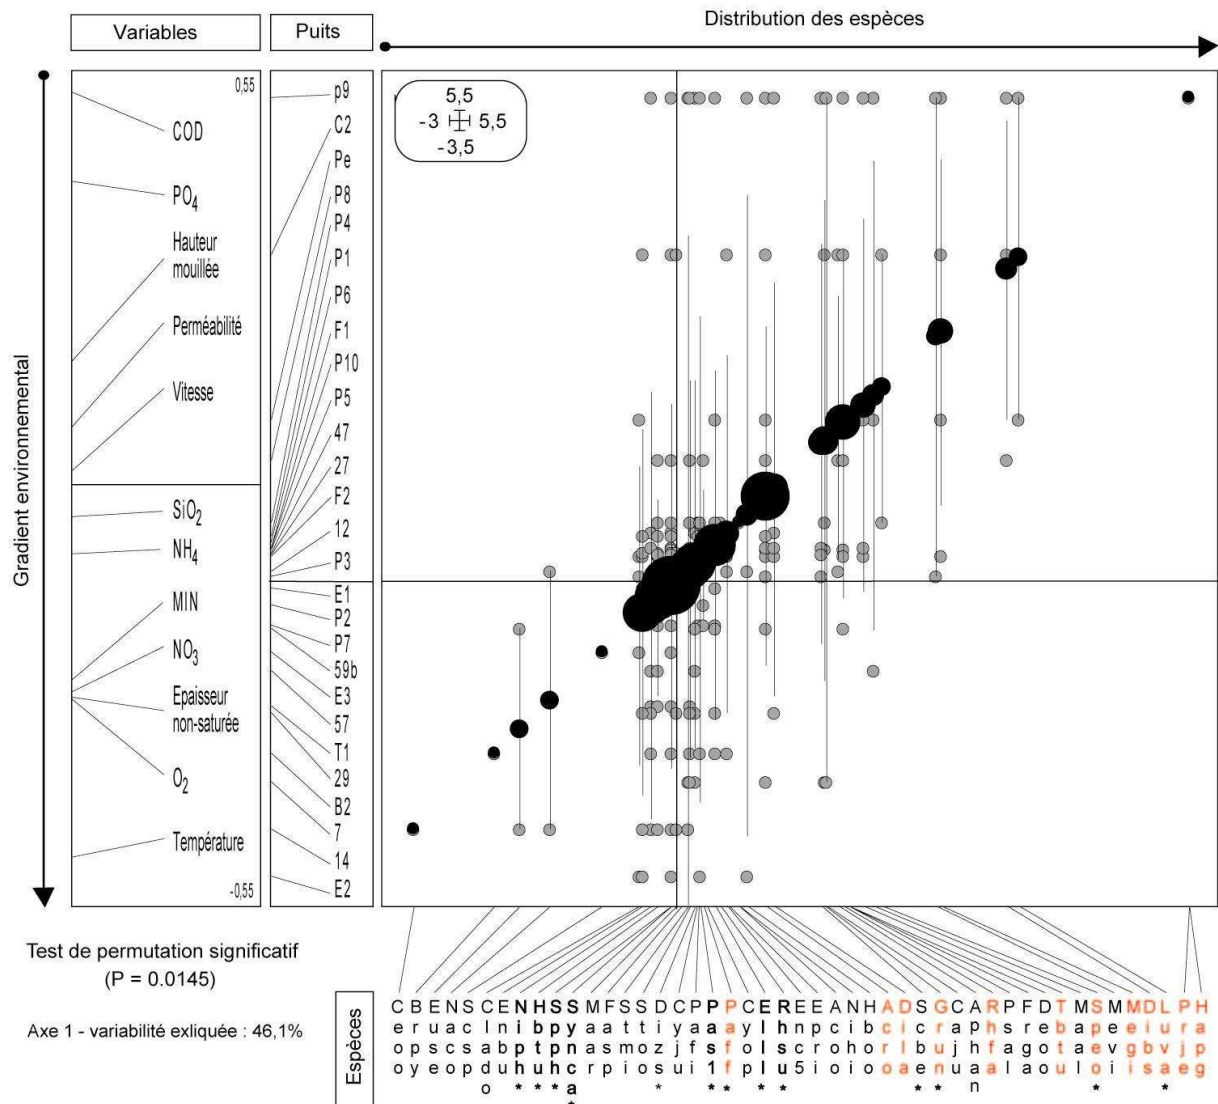 Distribution des espèces
Variables
Puits
Gradient environnemental
0,55
COD
PO4
Hauteur
mouillée
Perméabilité
Vitesse
SiO2
NH4
MIN
NO3
Epaisseur
non-saturée
O2
Température
-0,55
p9
C2
Pe
P8
P4
P1
P6
F1
P10
P5
47
27
F2
12
P3
E1
P2
P7
59b
E3
57
T1
29
B2
7
14
E2
5,5
-3 5,5
-3,5
Test de permutation significatif
(P = 0.0145)
Axe 1 - variabilité exliquée : 46,1%
Espèces
CBENSCENHSSMFSSDCPPPCEREEANHADSGCARPFDTMSMMDLPH